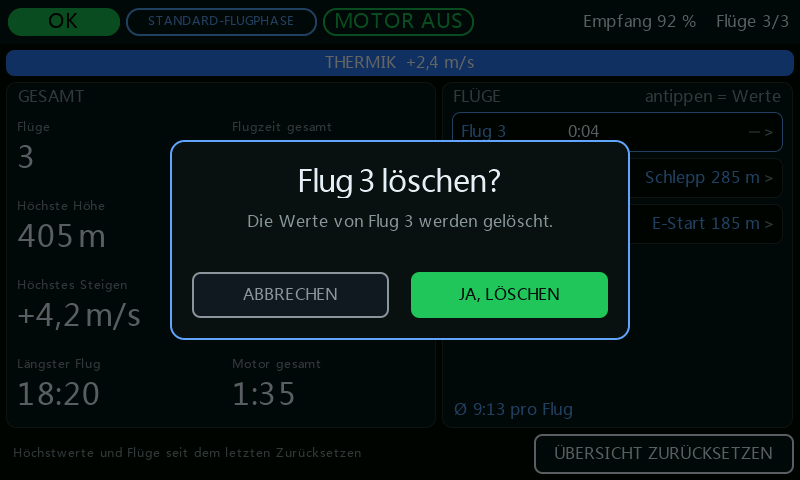 OK
STANDARD-FLUGPHASE
MOTOR AUS
Empfang 92 %
Flüge 3/3
THERMIK +2,4 m/s
GESAMT
FLÜGE
antippen = Werte
Flüge
Flugzeit gesamt
3
Flug 3
0:04
— >
Schlepp 285 m >
Höchste Höhe
405 m
E-Start 185 m >
Flug 3 löschen?
Die Werte von Flug 3 werden gelöscht.
ABBRECHEN
JA, LÖSCHEN
Höchstes Steigen
+4,2 m/s
Längster Flug
Motor gesamt
18:20
1:35
Ø 9:13 pro Flug
Höchstwerte und Flüge seit dem letzten Zurücksetzen
ÜBERSICHT ZURÜCKSETZEN